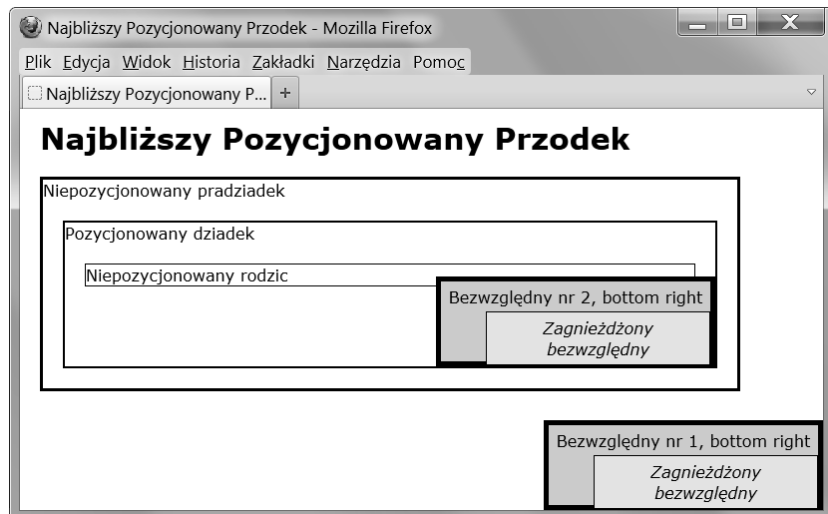 Najbliższy Pozycjonowany Przodek - Mozilla Firefox
Plik Edycja Widok Historia Zakładki Narzędzia Pomoc
Najbliższy Pozycjonowany P... +
Najbliższy Pozycjonowany Przodek
Niepozycjonowany pradziadek
Pozycjonowany dziadek
Niepozycjonowany rodzic
Bezwzględny nr 2, bottom right
Zagnieżdżony
bezwzględny
Bezwzględny nr 1, bottom right
Zagnieżdżony
bezwzględny